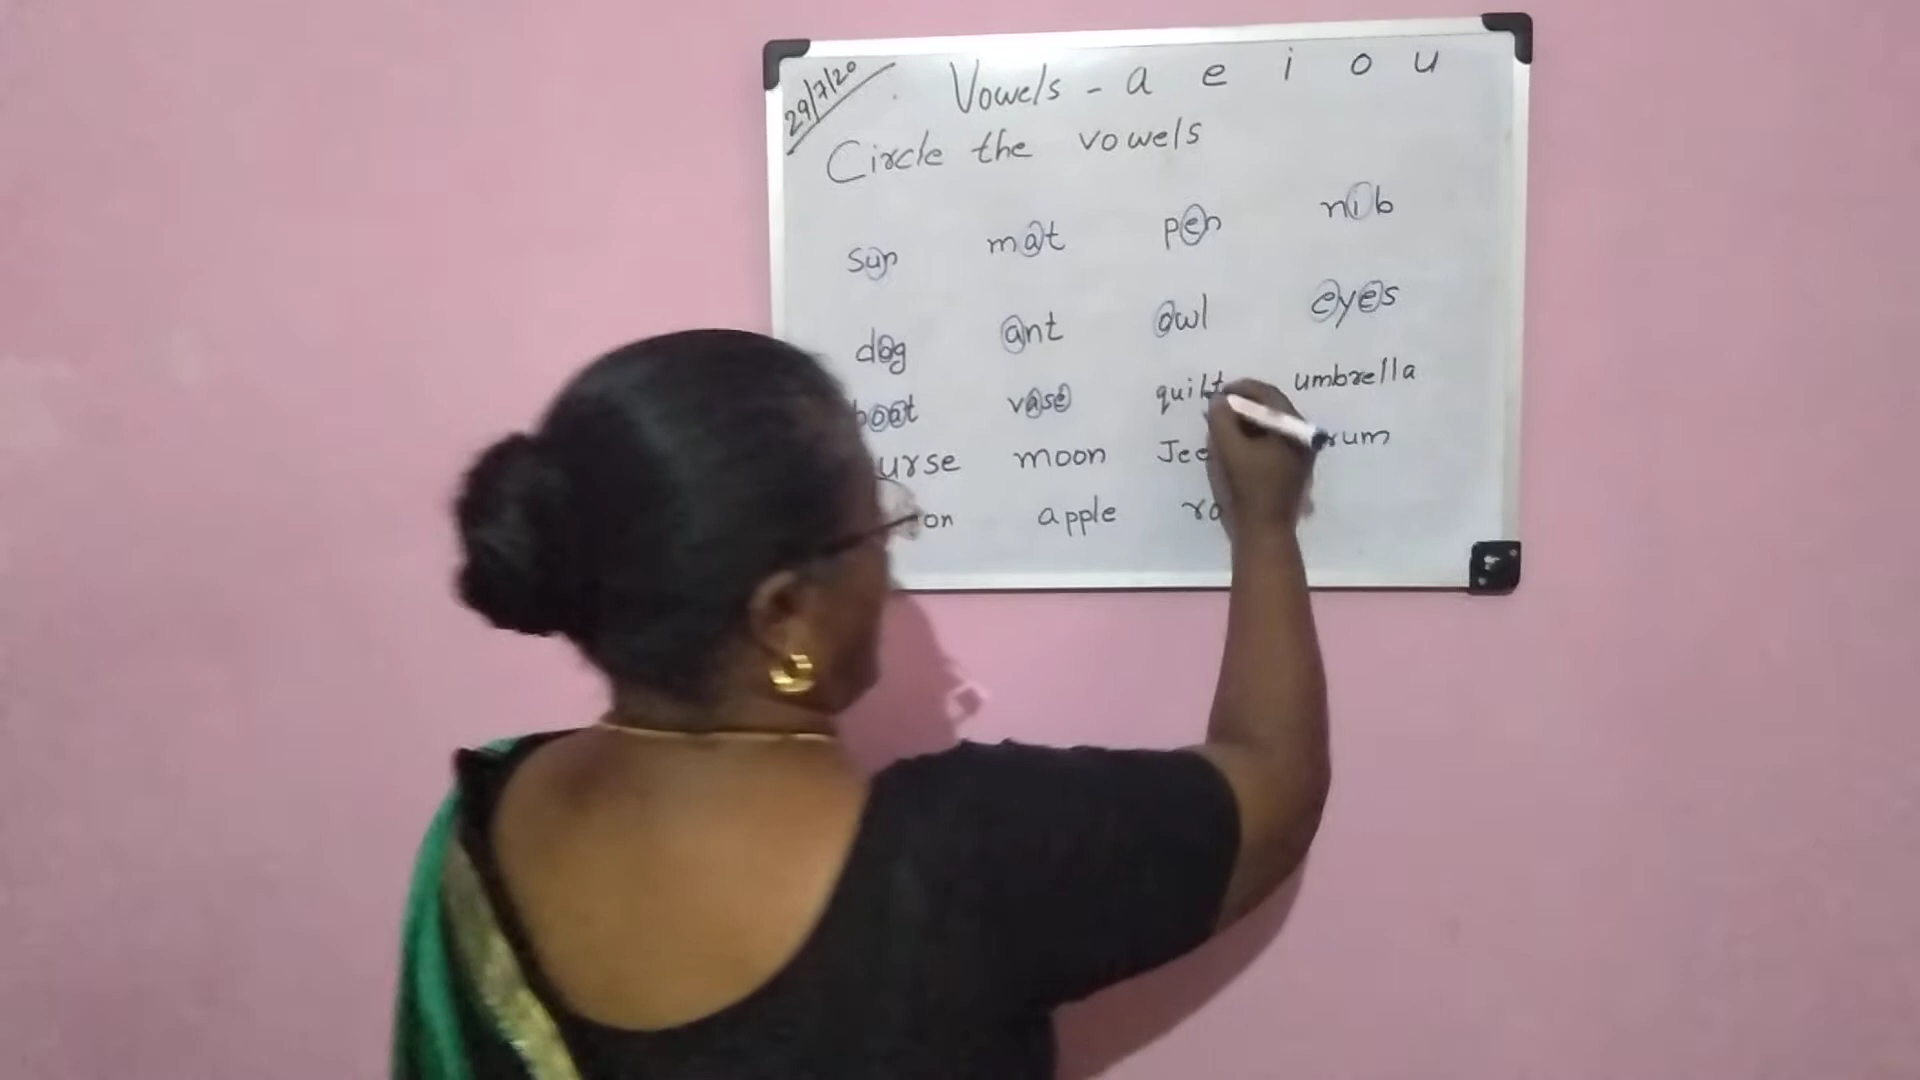 29/7/20
Vowels - a e i o u
Circle the vowels
sun mat pen nib
dog ant owl eyes
boat vase quilt umbrella
moon
apple